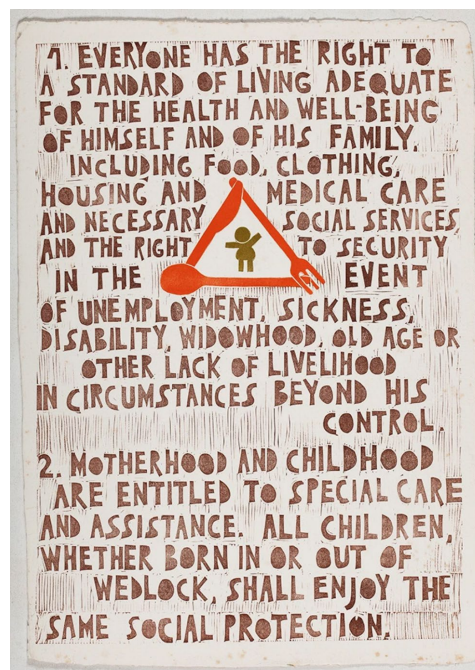 1. EVERYONE HAS THE RIGHT TO
A STANDARD OF LIVING ADEQUATE
FOR THE HEALTH AND WELL-BEING
OF HIMSELF AND OF HIS FAMILY,
INCLUDING FOOD, CLOTHING,
HOUSING AND MEDICAL CARE
AND NECESSARY SOCIAL SERVICES,
AND THE RIGHT TO SECURITY
IN THE EVENT
OF UNEMPLOYMENT, SICKNESS,
DISABILITY, WIDOWHOOD, OLD AGE OR
OTHER LACK OF LIVELIHOOD
IN CIRCUMSTANCES BEYOND HIS
CONTROL.
2. MOTHERHOOD AND CHILDHOOD
ARE ENTITLED TO SPECIAL CARE
AND ASSISTANCE. ALL CHILDREN,
WHETHER BORN IN OR OUT OF
WEDLOCK, SHALL ENJOY THE
SAME SOCIAL PROTECTION.